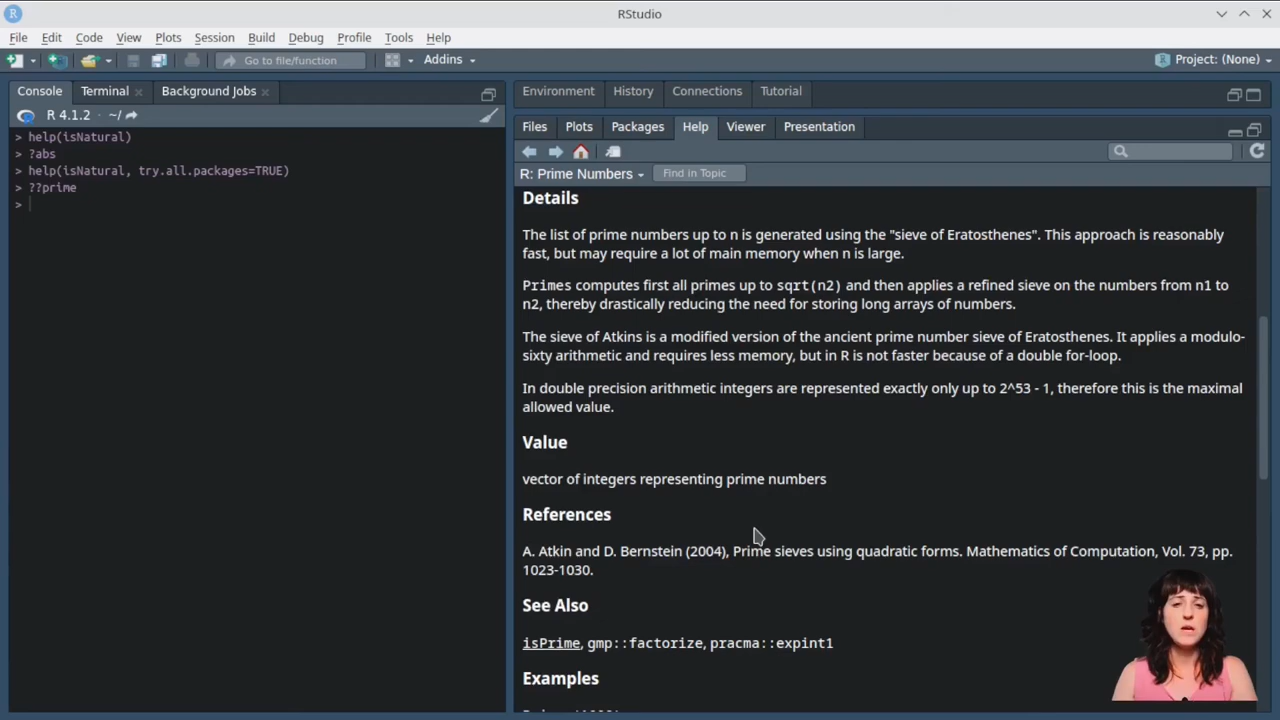 RStudio
File Edit Code View Plots Session Build Debug Profile Tools Help
Go to file/function Addins Project: (None)
Console Terminal Background Jobs
R 4.1.2 · ~/
> help(isNatural)
> ?abs
> help(isNatural, try.all.packages=TRUE)
> ??prime
>
Environment History Connections Tutorial
Files Plots Packages Help Viewer Presentation
R: Prime Numbers Find in Topic
Details
The list of prime numbers up to n is generated using the "sieve of Eratosthenes". This approach is reasonably
fast, but may require a lot of main memory when n is large.
Primes computes first all primes up to sqrt(n2) and then applies a refined sieve on the numbers from n1 to
n2, thereby drastically reducing the need for storing long arrays of numbers.
The sieve of Atkins is a modified version of the ancient prime number sieve of Eratosthenes. It applies a modulo-
sixty arithmetic and requires less memory, but in R is not faster because of a double for-loop.
In double precision arithmetic integers are represented exactly only up to 2^53 - 1, therefore this is the maximal
allowed value.
Value
vector of integers representing prime numbers
References
A. Atkin and D. Bernstein (2004), Prime sieves using quadratic forms. Mathematics of Computation, Vol. 73, pp.
1023-1030.
See Also
isPrime, gmp::factorize, pracma::expint1
Examples